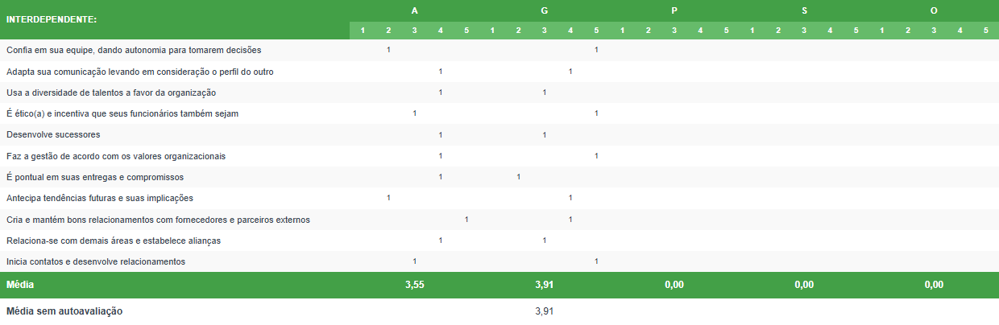 INTERDEPENDENTE: A G P S O
1 2 3 4 5 1 2 3 4 5 1 2 3 4 5 1 2 3 4 5 1 2 3 4 5
Confia em sua equipe, dando autonomia para tomarem decisões 1 1
Adapta sua comunicação levando em consideração o perfil do outro 1 1
Usa a diversidade de talentos a favor da organização 1 1
É ético(a) e incentiva que seus funcionários também sejam 1 1
Desenvolve sucessores 1 1
Faz a gestão de acordo com os valores organizacionais 1 1
É pontual em suas entregas e compromissos 1 1
Antecipa tendências futuras e suas implicações 1 1
Cria e mantém bons relacionamentos com fornecedores e parceiros externos 1 1
Relaciona-se com demais áreas e estabelece alianças 1 1
Inicia contatos e desenvolve relacionamentos 1 1
Média 3,55 3,91 0,00 0,00 0,00
Média sem autoavaliação 3,91